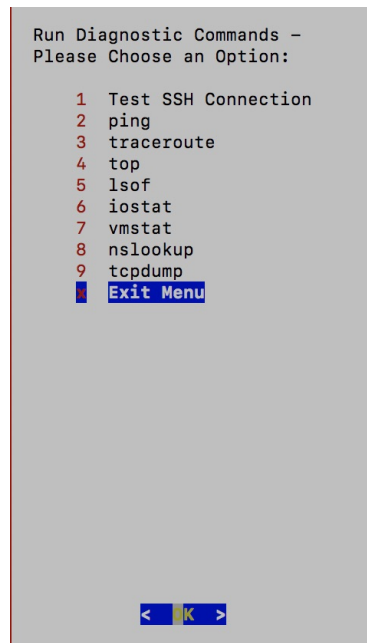 Run Diagnostic Commands –
Please Choose an Option:
1 Test SSH Connection
2 ping
3 traceroute
4 top
5 lsof
6 iostat
7 vmstat
8 nslookup
9 tcpdump
x Exit Menu
< OK >